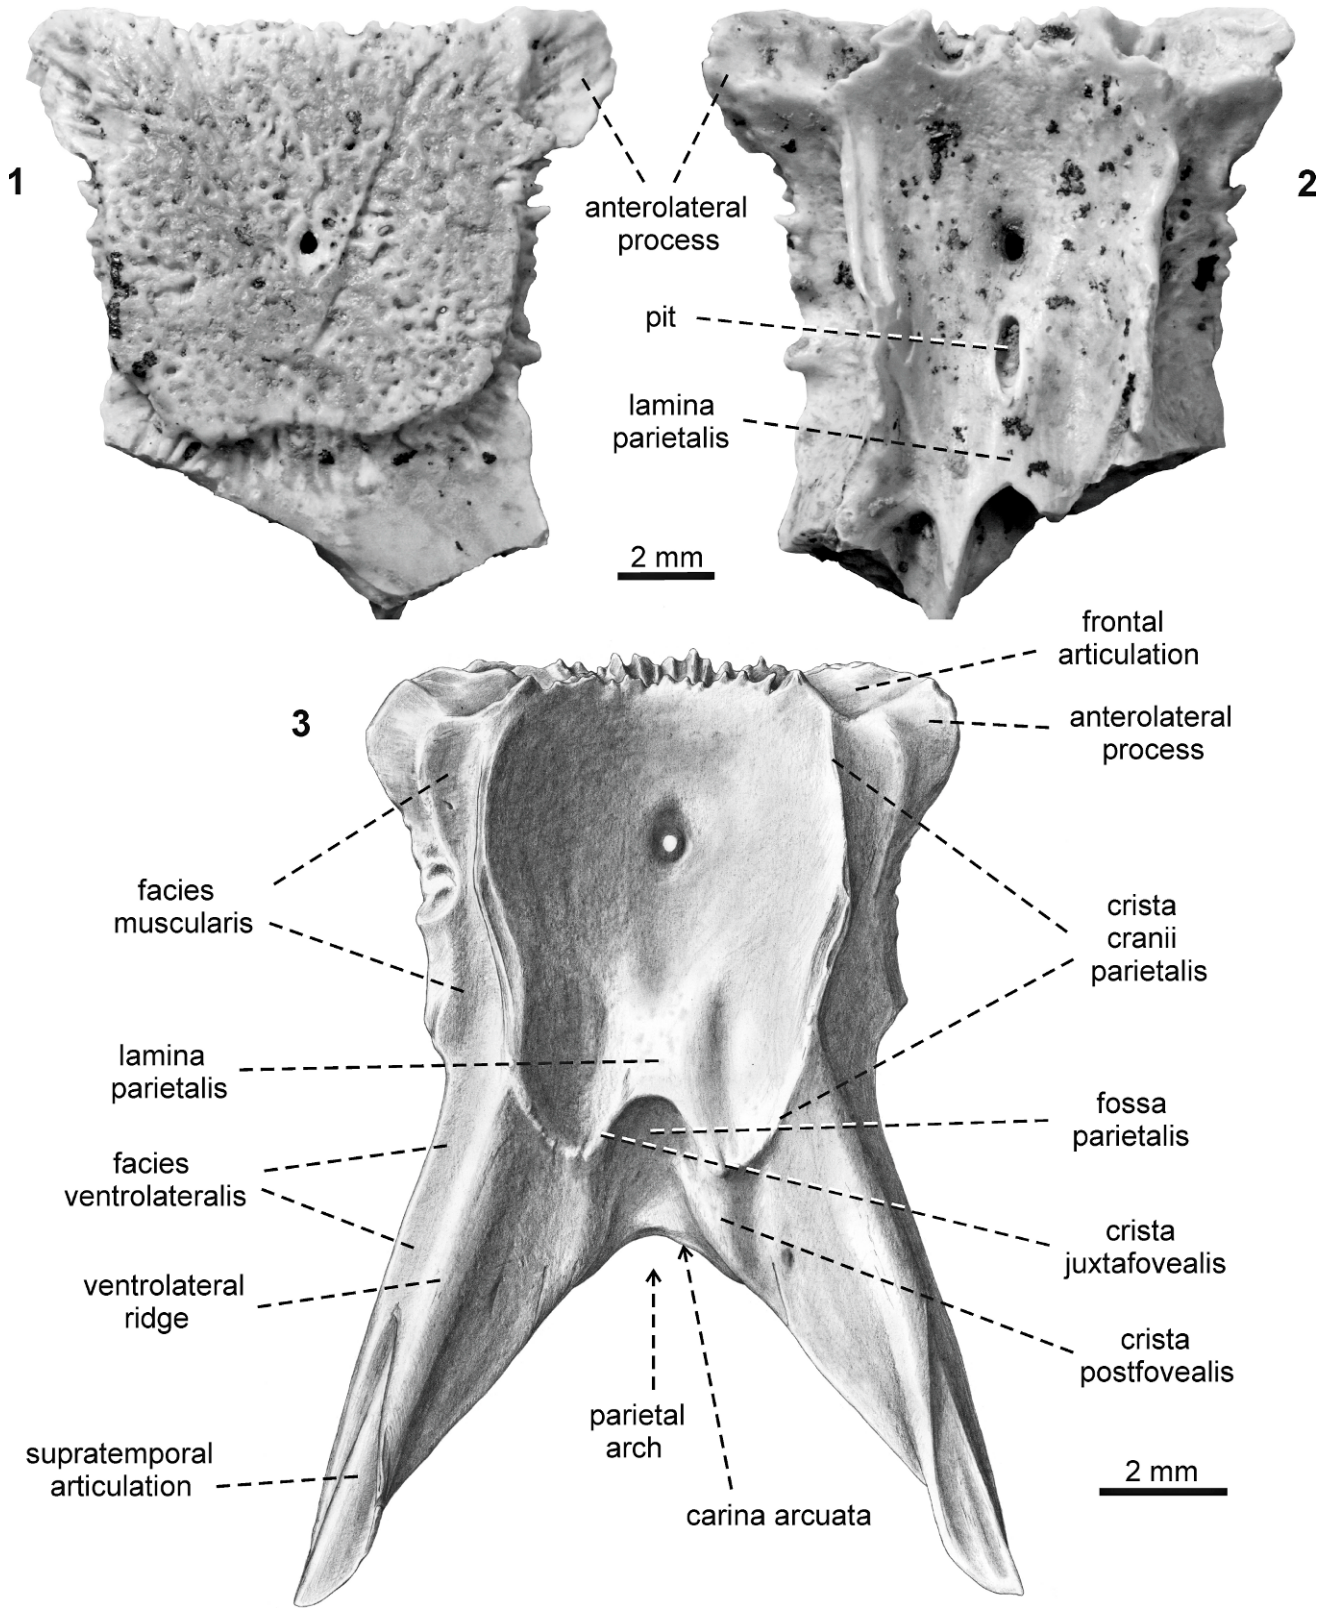 1
2
anterolateral
process
pit
lamina
parietalis
2 mm
3
frontal
articulation
anterolateral
process
facies
muscularis
crista
cranii
parietalis
lamina
parietalis
fossa
parietalis
facies
ventrolateralis
crista
juxtafovealis
ventrolateral
ridge
crista
postfovealis
parietal
arch
supratemporal
articulation
2 mm
carina arcuata